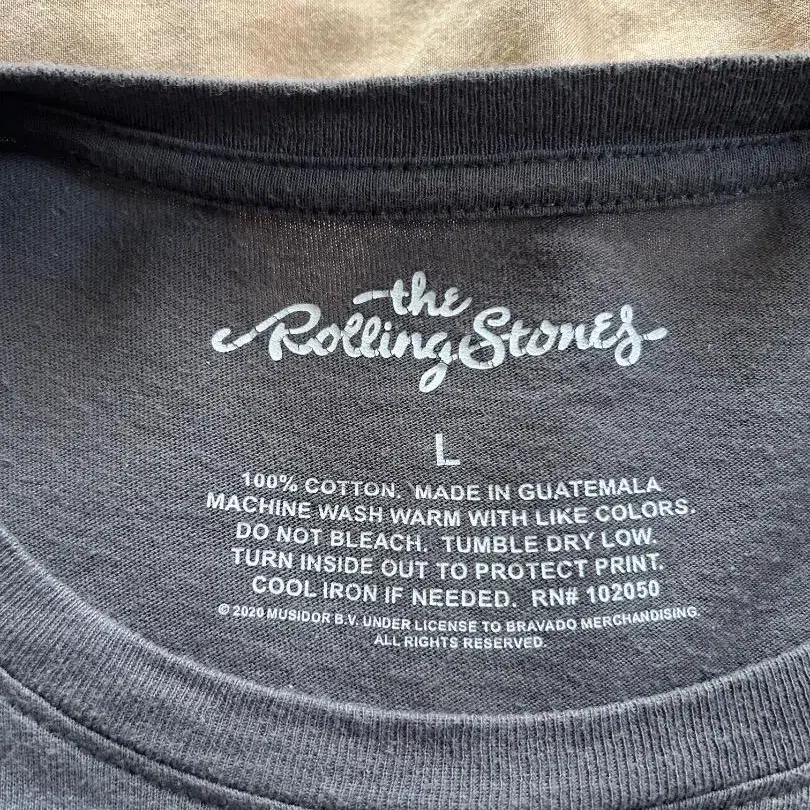 the
Rolling Stones
L
100% COTTON. MADE IN GUATEMALA
MACHINE WASH WARM WITH LIKE COLORS.
DO NOT BLEACH. TUMBLE DRY LOW.
TURN INSIDE OUT TO PROTECT PRINT.
COOL IRON IF NEEDED. RN# 102050
© 2020 MUSIDOR B.V. UNDER LICENSE TO BRAVADO MERCHANDISING.
ALL RIGHTS RESERVED.